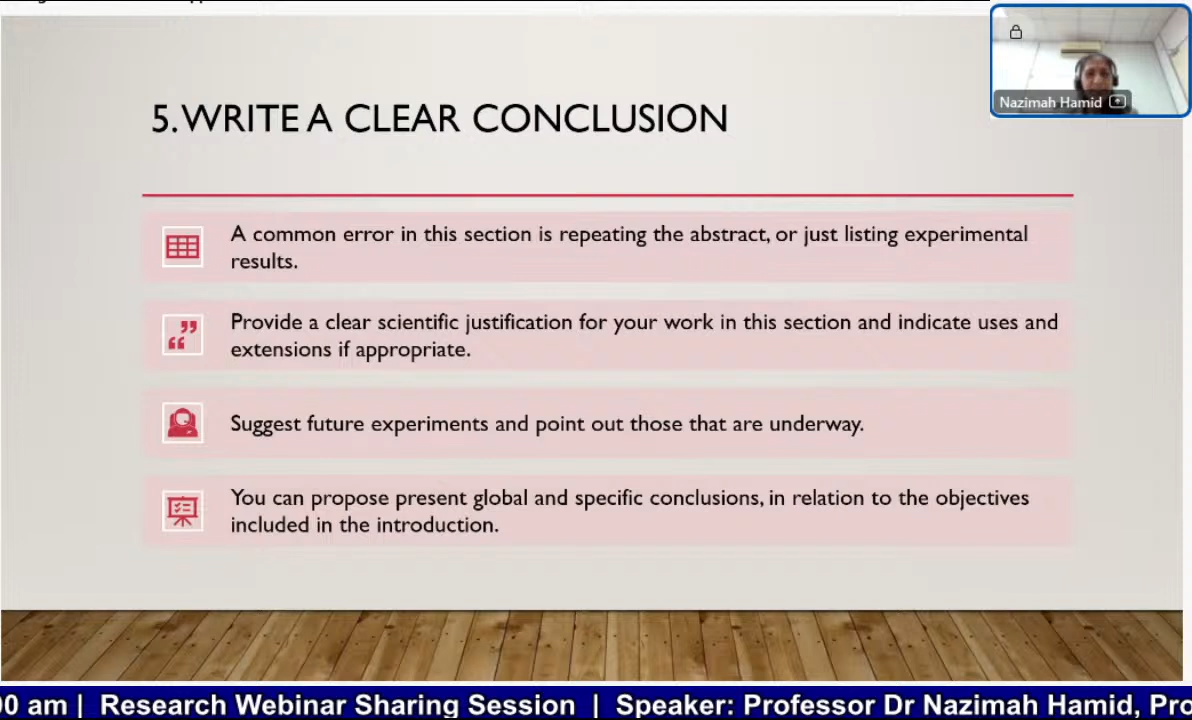 5. WRITE A CLEAR CONCLUSION
Nazimah Hamid
A common error in this section is repeating the abstract, or just listing experimental
results.
Provide a clear scientific justification for your work in this section and indicate uses and
extensions if appropriate.
Suggest future experiments and point out those that are underway.
You can propose present global and specific conclusions, in relation to the objectives
included in the introduction.
00 am | Research Webinar Sharing Session | Speaker: Professor Dr Nazimah Hamid, Pro